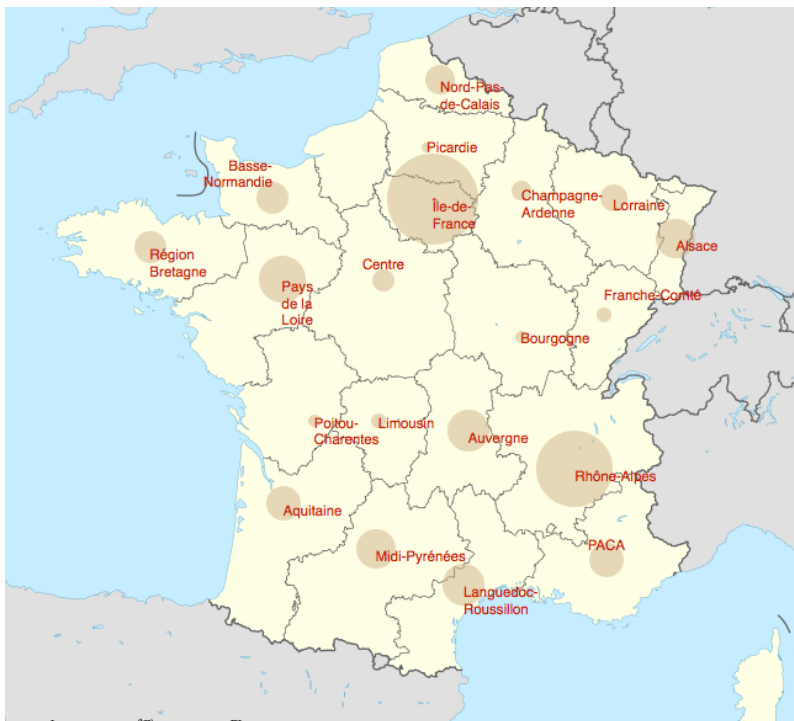 Nord-Pas-
de-Calais
Picardie
Basse-
Normandie
Île-de-
France
Champagne-
Ardenne
Lorraine
Alsace
Région
Bretagne
Centre
Pays
de la
Loire
Franche-Comté
Bourgogne
Poitou-
Charentes
Limousin
Auvergne
Rhône-Alpes
Aquitaine
Midi-Pyrénées
PACA
Languedoc-
Roussillon